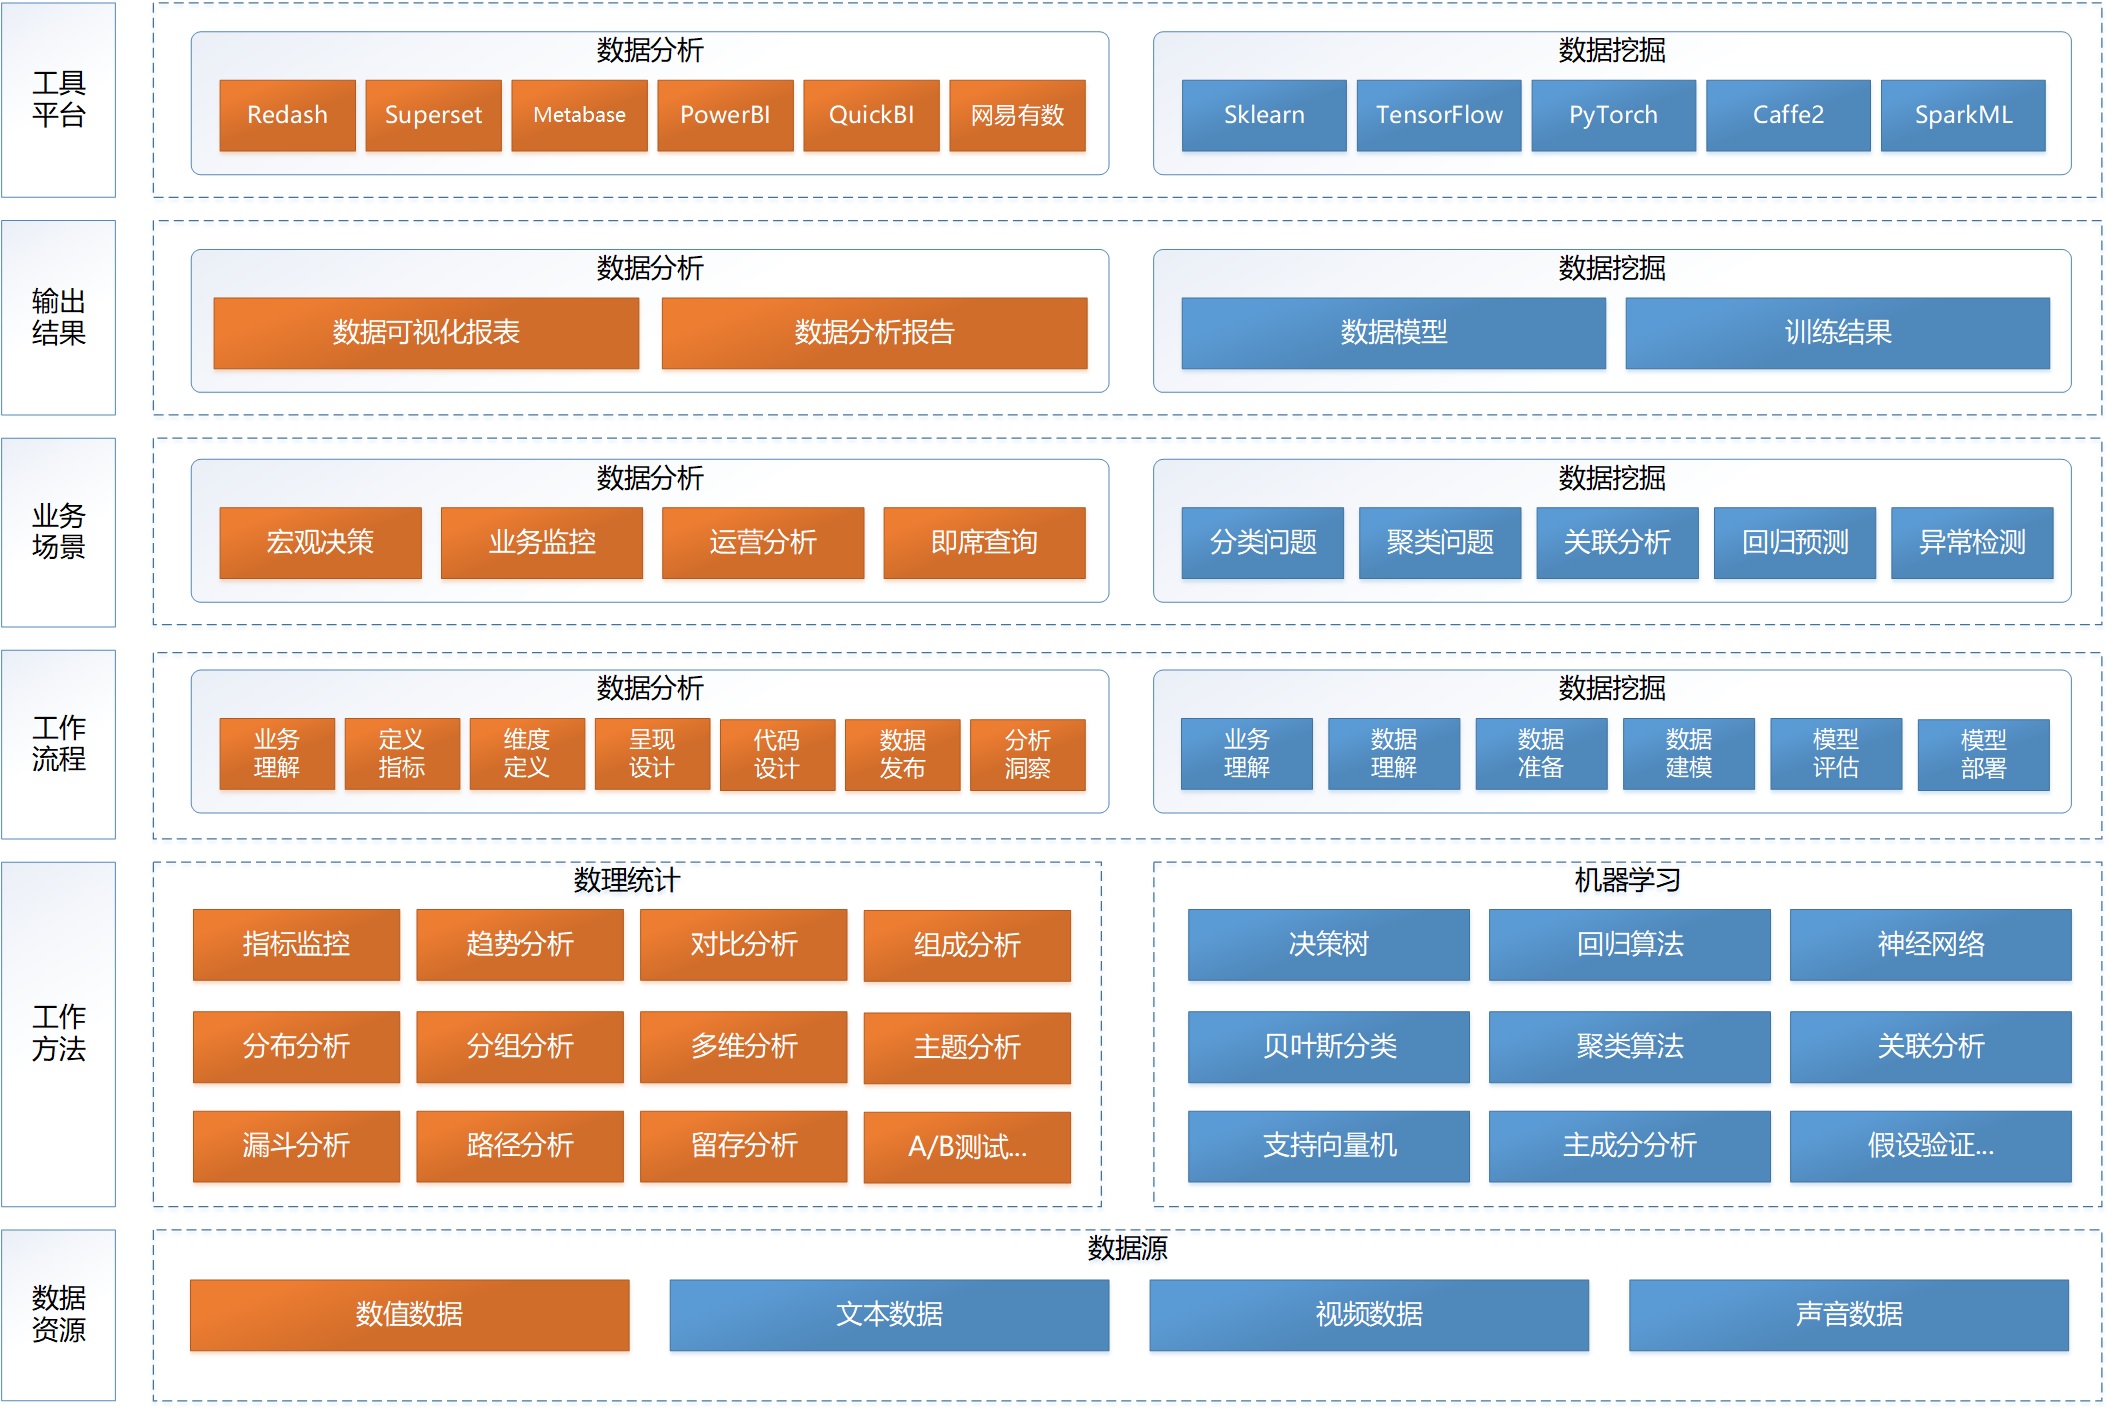 工具
平台
数据分析
Redash
Superset
Metabase
PowerBI
QuickBI
网易有数
数据挖掘
Sklearn
TensorFlow
PyTorch
Caffe2
SparkML
输出
结果
数据分析
数据可视化报表
数据分析报告
数据挖掘
数据模型
训练结果
业务
场景
数据分析
宏观决策
业务监控
运营分析
即席查询
数据挖掘
分类问题
聚类问题
关联分析
回归预测
异常检测
工作
流程
数据分析
业务
理解
定义
指标
维度
定义
呈现
设计
代码
设计
数据
发布
分析
洞察
数据挖掘
业务
理解
数据
理解
数据
准备
数据
建模
模型
评估
模型
部署
工作
方法
数理统计
指标监控
趋势分析
对比分析
组成分析
分布分析
分组分析
多维分析
主题分析
漏斗分析
路径分析
留存分析
A/B测试...
机器学习
决策树
回归算法
神经网络
贝叶斯分类
聚类算法
关联分析
支持向量机
主成分分析
假设验证...
数据
资源
数据源
数值数据
文本数据
视频数据
声音数据